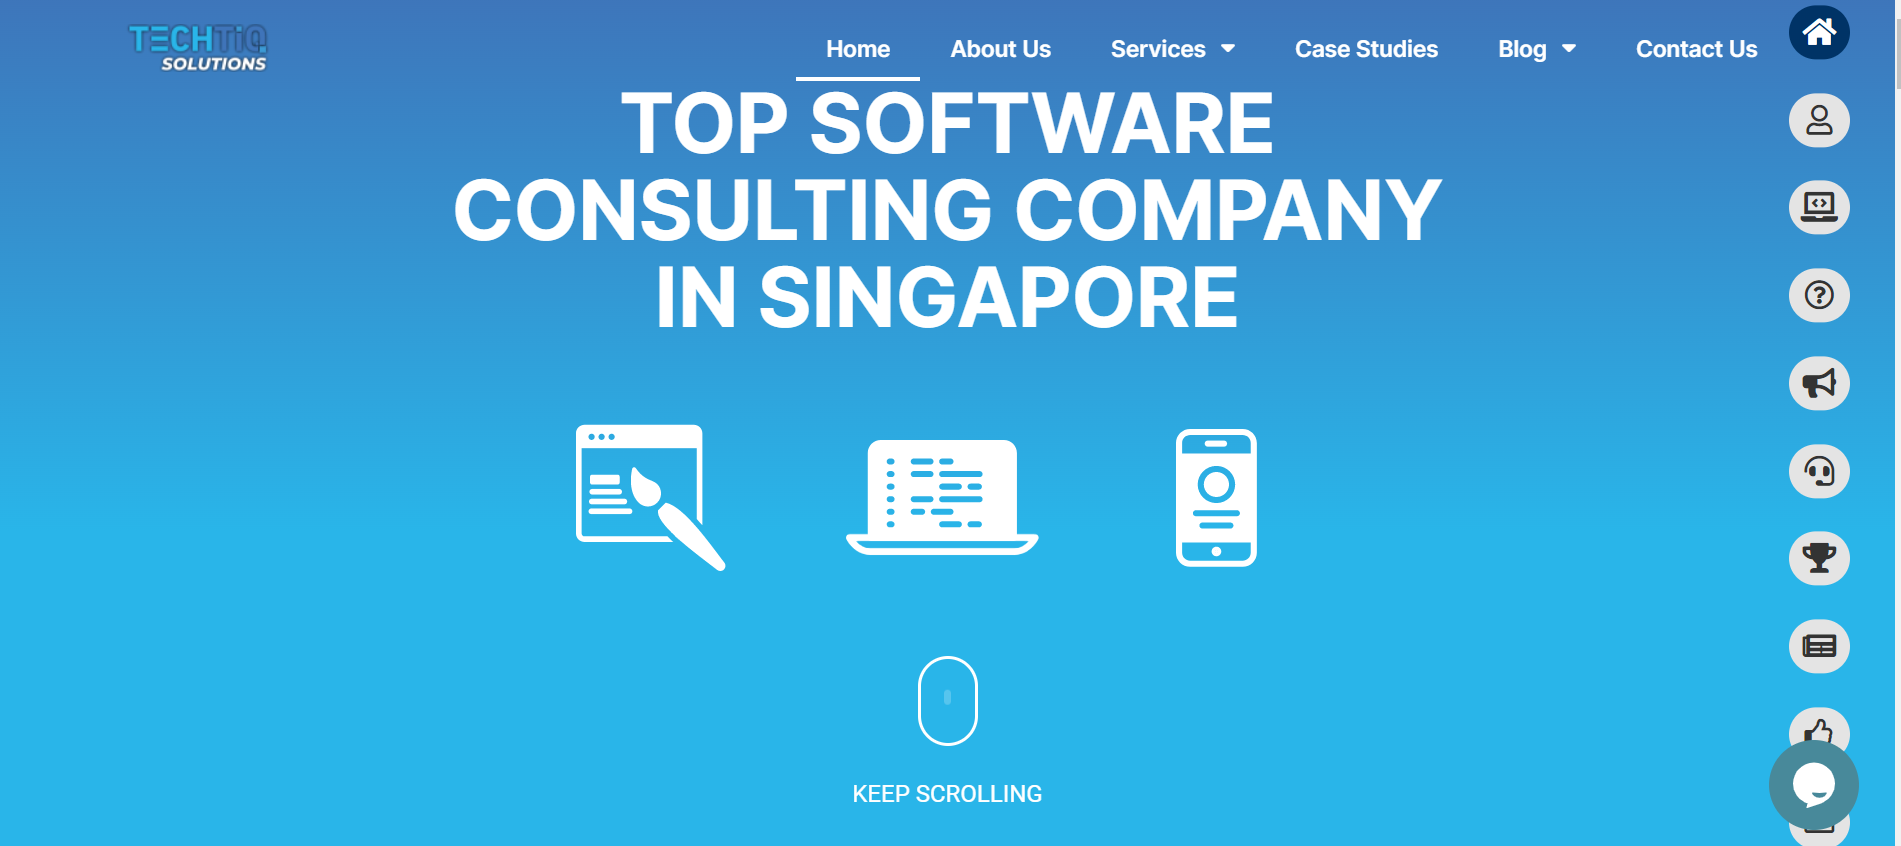 TECHTIQ
SOLUTIONS
Home
About Us
Services
Case Studies
Blog
Contact Us
TOP SOFTWARE
CONSULTING COMPANY
IN SINGAPORE
KEEP SCROLLING